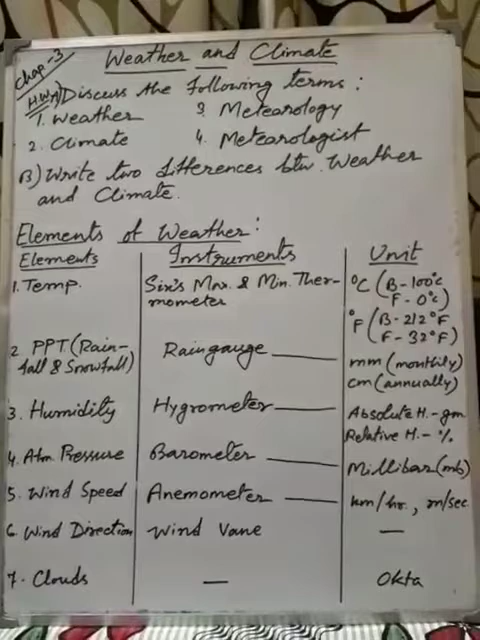 Chap-3
Weather and Climate
H.W. A) Discuss the following terms:
1. Weather 3. Meteorology
2. Climate 4. Meteorologist
B) Write two differences btw. Weather
and Climate.
Elements of Weather:
Elements Instruments Unit
1. Temp. Six's Max. & Min. Ther-
mometer
°C (B-100°C
F-0°C)
°F (B-212°F
F-32°F)
2. PPT. (Rain-
fall & Snowfall)
Raingauge
mm (monthly)
cm (annually)
3. Humidity Hygrometer Absolute H.-gm
Relative H.- %
4. Atm Pressure Barometer Millibar (mb)
5. Wind Speed Anemometer km/hr., m/sec
6. Wind Direction Wind Vane —
7. Clouds — Okta